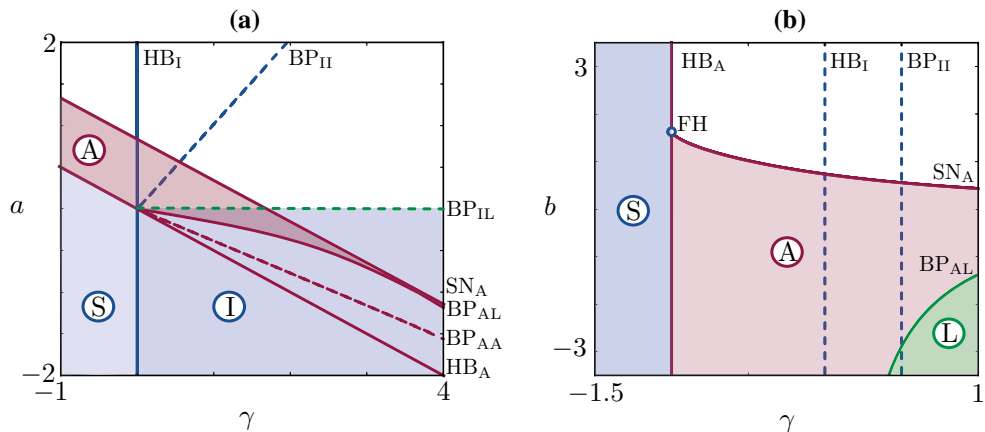 (a)
2
HB_I
BP_II
A
a
BP_IL
S
I
SN_A
BP_AL
BP_AA
HB_A
−2
−1
4
γ
(b)
3
HB_A
HB_I
BP_II
FH
SN_A
b
S
A
BP_AL
L
−3
−1.5
1
γ